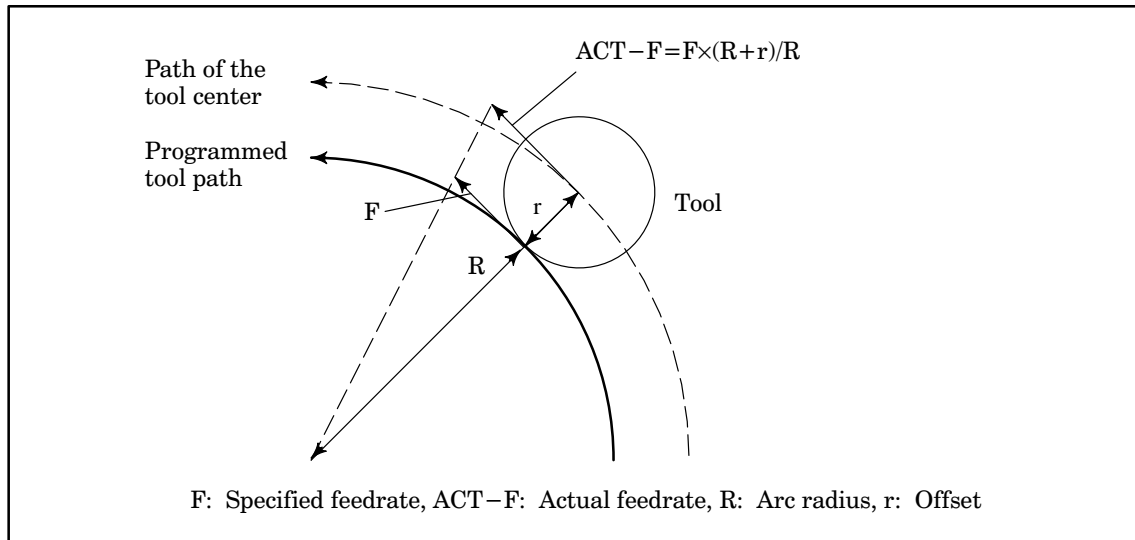 ACT−F=F×(R+r)/R
Path of the
tool center
Programmed
tool path
F
r
Tool
R
F: Specified feedrate, ACT−F: Actual feedrate, R: Arc radius, r: Offset